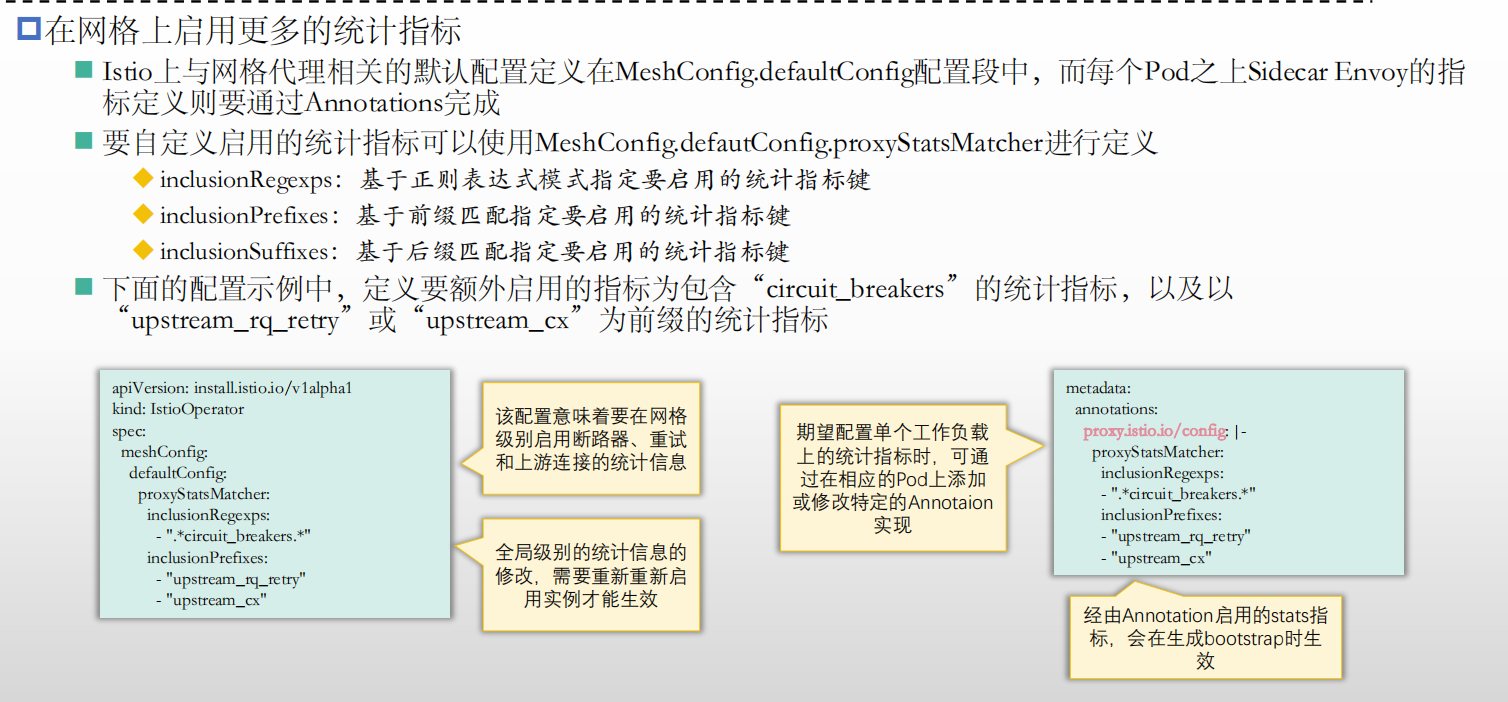 在网格上启用更多的统计指标
Istio上与网格代理相关的默认配置定义在MeshConfig.defaultConfig配置段中，而每个Pod之上Sidecar Envoy的指
标定义则要通过Annotations完成
要自定义启用的统计指标可以使用MeshConfig.defautConfig.proxyStatsMatcher进行定义
inclusionRegexps：基于正则表达式模式指定要启用的统计指标键
inclusionPrefixes：基于前缀匹配指定要启用的统计指标键
inclusionSuffixes：基于后缀匹配指定要启用的统计指标键
下面的配置示例中，定义要额外启用的指标为包含“circuit_breakers”的统计指标，以及以
“upstream_rq_retry”或“upstream_cx”为前缀的统计指标
apiVersion: install.istio.io/v1alpha1
kind: IstioOperator
spec:
meshConfig:
defaultConfig:
proxyStatsMatcher:
inclusionRegexps:
- ".*circuit_breakers.*"
inclusionPrefixes:
- "upstream_rq_retry"
- "upstream_cx"
该配置意味着要在网格
级别启用断路器、重试
和上游连接的统计信息
全局级别的统计信息的
修改，需要重新重新启
用实例才能生效
期望配置单个工作负载
上的统计指标时，可通
过在相应的Pod上添加
或修改特定的Annotaion
实现
metadata:
annotations:
proxy.istio.io/config: |-
proxyStatsMatcher:
inclusionRegexps:
- ".*circuit_breakers.*"
inclusionPrefixes:
- "upstream_rq_retry"
- "upstream_cx"
经由Annotation启用的stats指
标，会在生成bootstrap时生
效